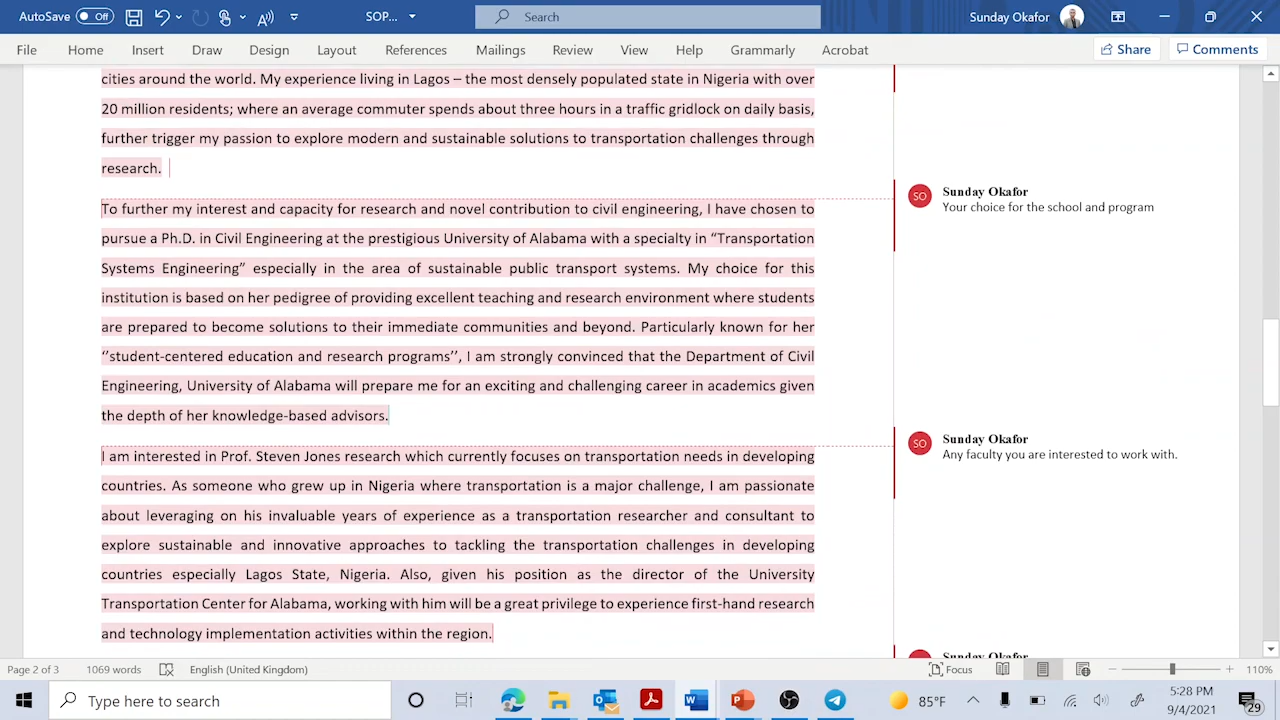 AutoSave Off SOP... Search Sunday Okafor
File Home Insert Draw Design Layout References Mailings Review View Help Grammarly Acrobat Share Comments
cities around the world. My experience living in Lagos – the most densely populated state in Nigeria with over
20 million residents; where an average commuter spends about three hours in a traffic gridlock on daily basis,
further trigger my passion to explore modern and sustainable solutions to transportation challenges through
research.
To further my interest and capacity for research and novel contribution to civil engineering, I have chosen to
pursue a Ph.D. in Civil Engineering at the prestigious University of Alabama with a specialty in “Transportation
Systems Engineering” especially in the area of sustainable public transport systems. My choice for this
institution is based on her pedigree of providing excellent teaching and research environment where students
are prepared to become solutions to their immediate communities and beyond. Particularly known for her
‘’student-centered education and research programs’’, I am strongly convinced that the Department of Civil
Engineering, University of Alabama will prepare me for an exciting and challenging career in academics given
the depth of her knowledge-based advisors.
I am interested in Prof. Steven Jones research which currently focuses on transportation needs in developing
countries. As someone who grew up in Nigeria where transportation is a major challenge, I am passionate
about leveraging on his invaluable years of experience as a transportation researcher and consultant to
explore sustainable and innovative approaches to tackling the transportation challenges in developing
countries especially Lagos State, Nigeria. Also, given his position as the director of the University
Transportation Center for Alabama, working with him will be a great privilege to experience first-hand research
and technology implementation activities within the region.
SO Sunday Okafor
Your choice for the school and program
SO Sunday Okafor
Any faculty you are interested to work with.
Sunday Okafor
Page 2 of 3 1069 words English (United Kingdom) Focus 110%
Type here to search 85°F 5:28 PM
9/4/2021 29